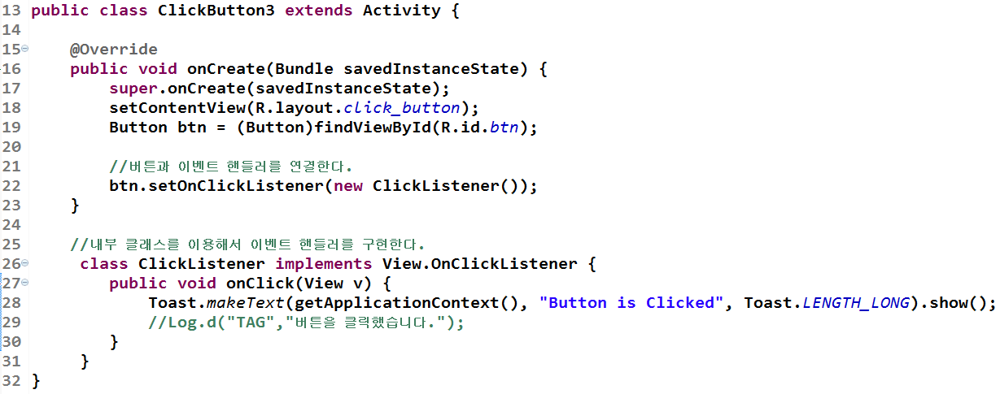 13 public class ClickButton3 extends Activity {
14
15 @Override
16 public void onCreate(Bundle savedInstanceState) {
17 super.onCreate(savedInstanceState);
18 setContentView(R.layout.click_button);
19 Button btn = (Button)findViewById(R.id.btn);
20
21 //버튼과 이벤트 핸들러를 연결한다.
22 btn.setOnClickListener(new ClickListener());
23 }
24
25 //내부 클래스를 이용해서 이벤트 핸들러를 구현한다.
26 class ClickListener implements View.OnClickListener {
27 public void onClick(View v) {
28 Toast.makeText(getApplicationContext(), "Button is Clicked", Toast.LENGTH_LONG).show();
29 //Log.d("TAG","버튼을 클릭했습니다.");
30 }
31 }
32 }